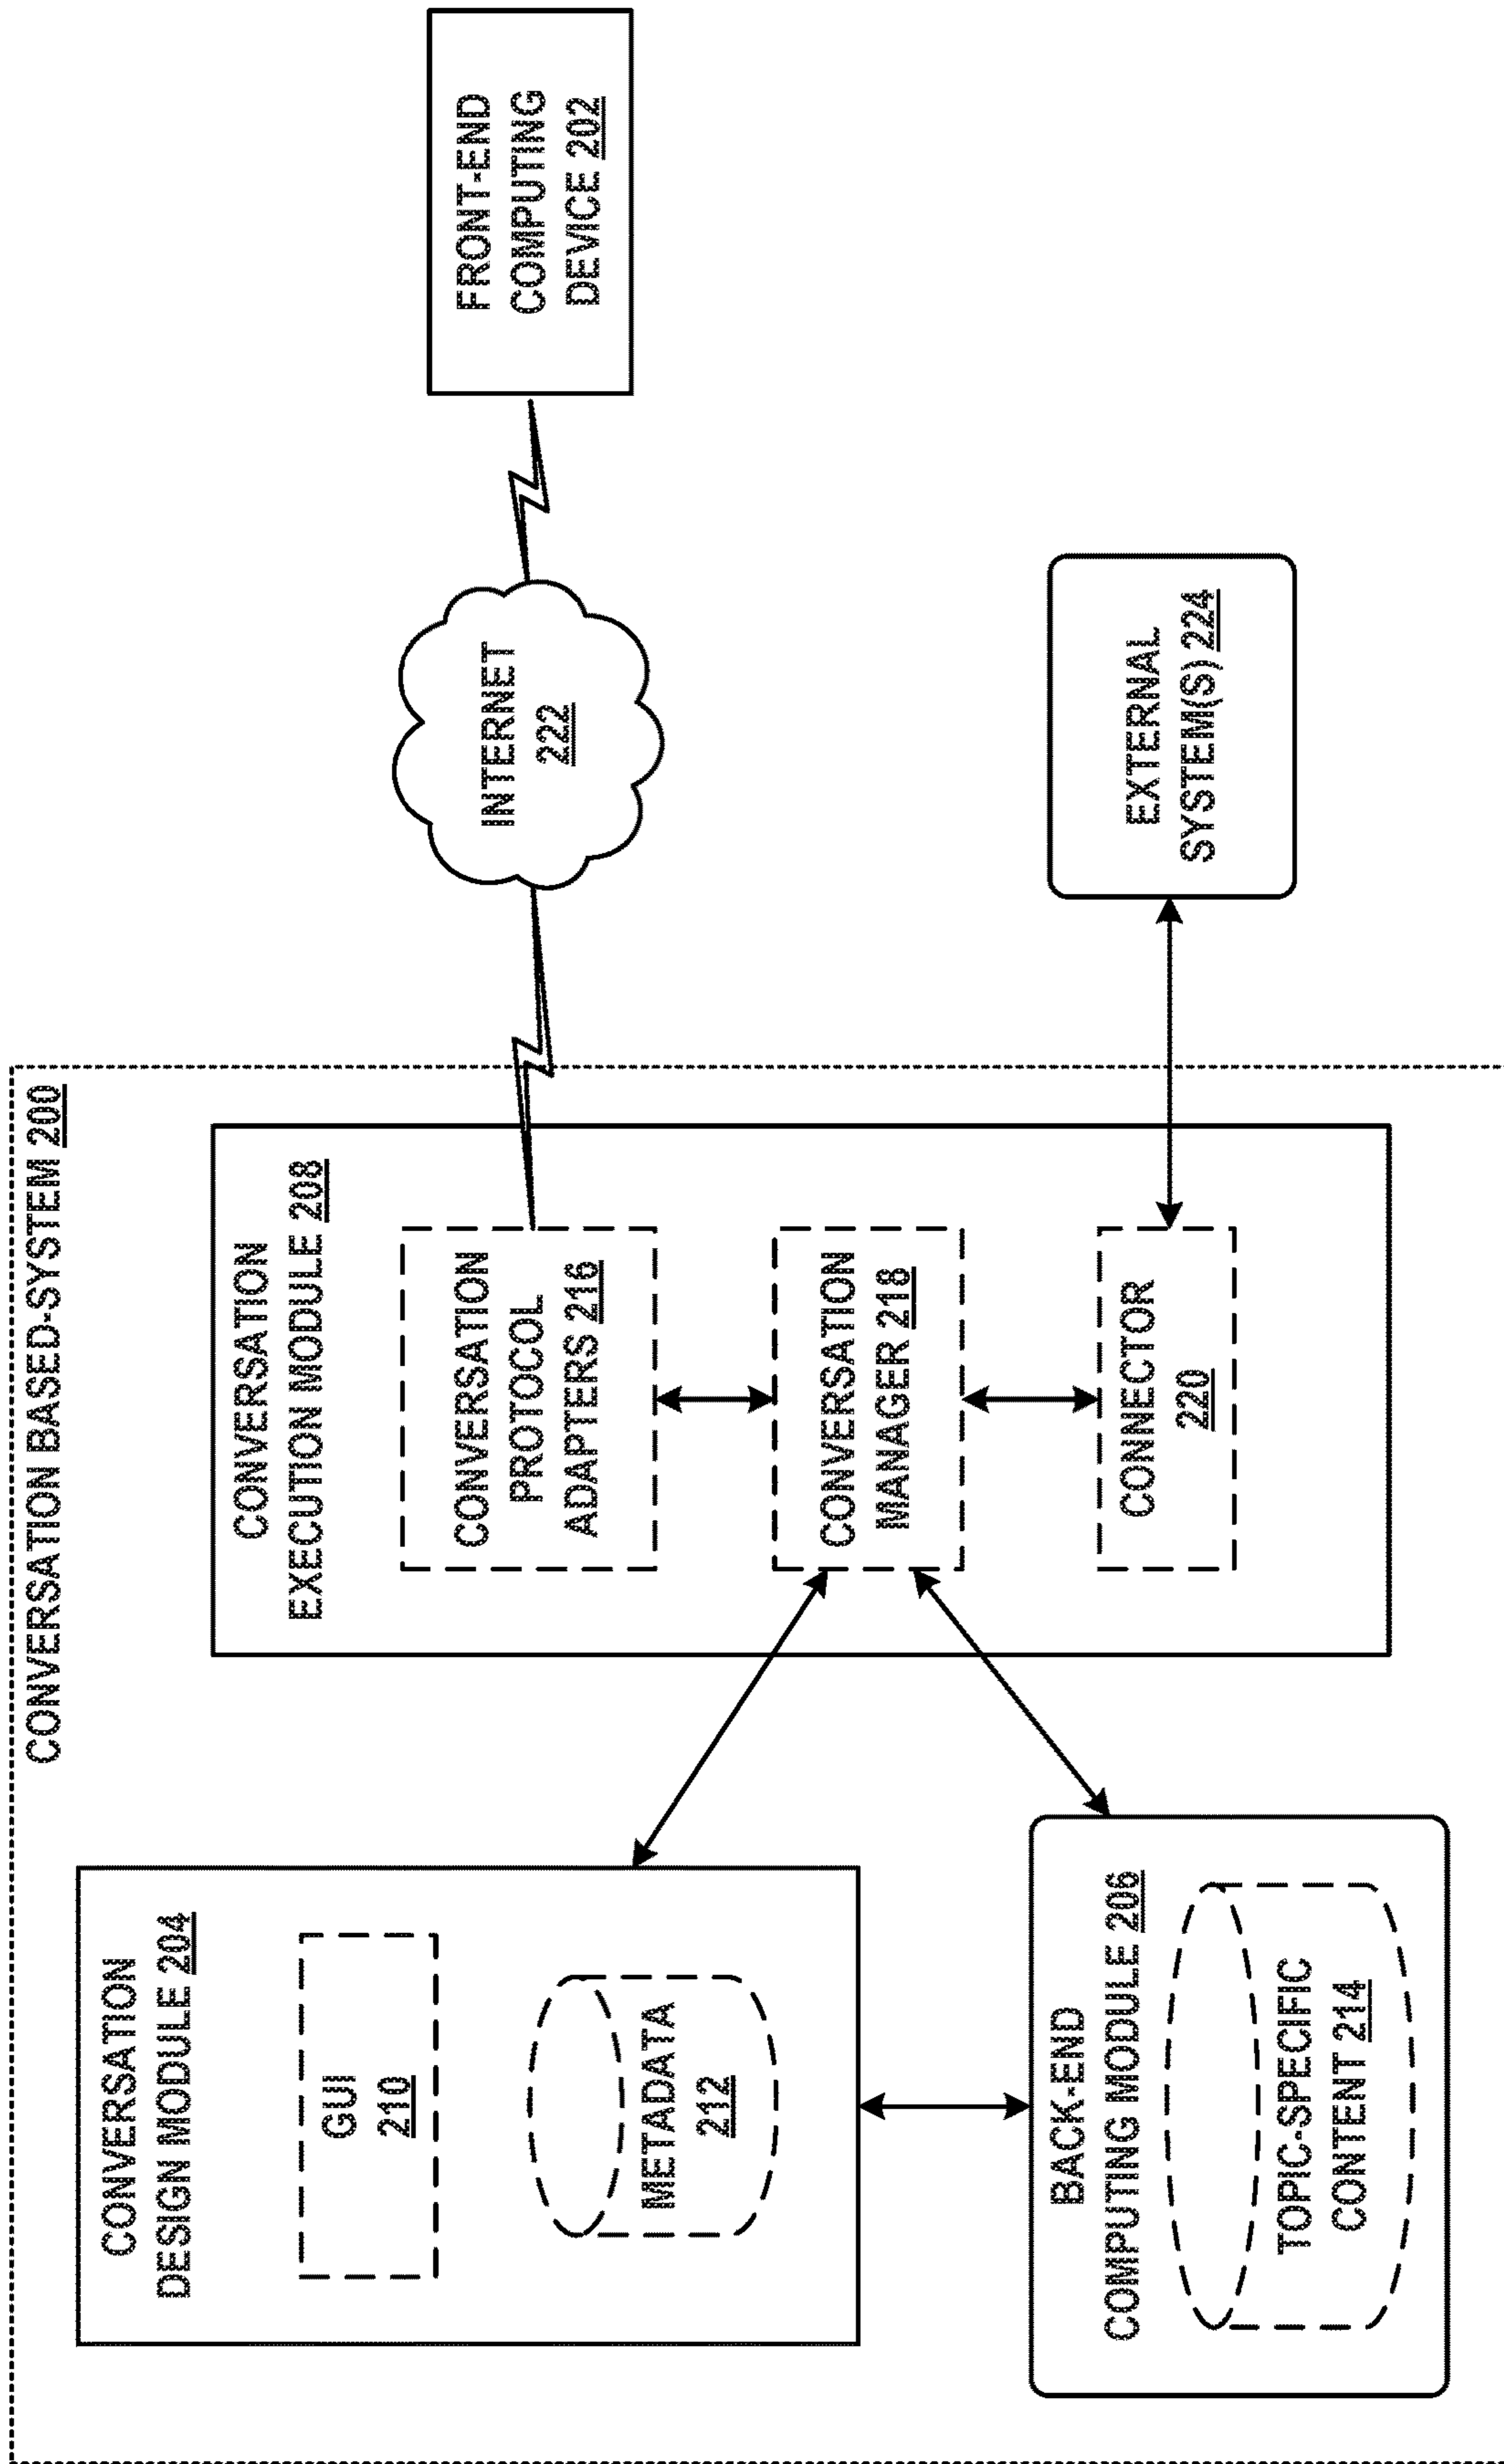 CONVERSATION BASED-SYSTEM 200
CONVERSATION
DESIGN MODULE 204
GUI
210
METADATA
212
BACK-END
COMPUTING MODULE 206
TOPIC-SPECIFIC
CONTENT 214
CONVERSATION
EXECUTION MODULE 208
CONVERSATION
PROTOCOL
ADAPTERS 216
CONVERSATION
MANAGER 218
CONNECTOR
220
INTERNET
222
EXTERNAL
SYSTEM(S) 224
FRONT-END
COMPUTING
DEVICE 202